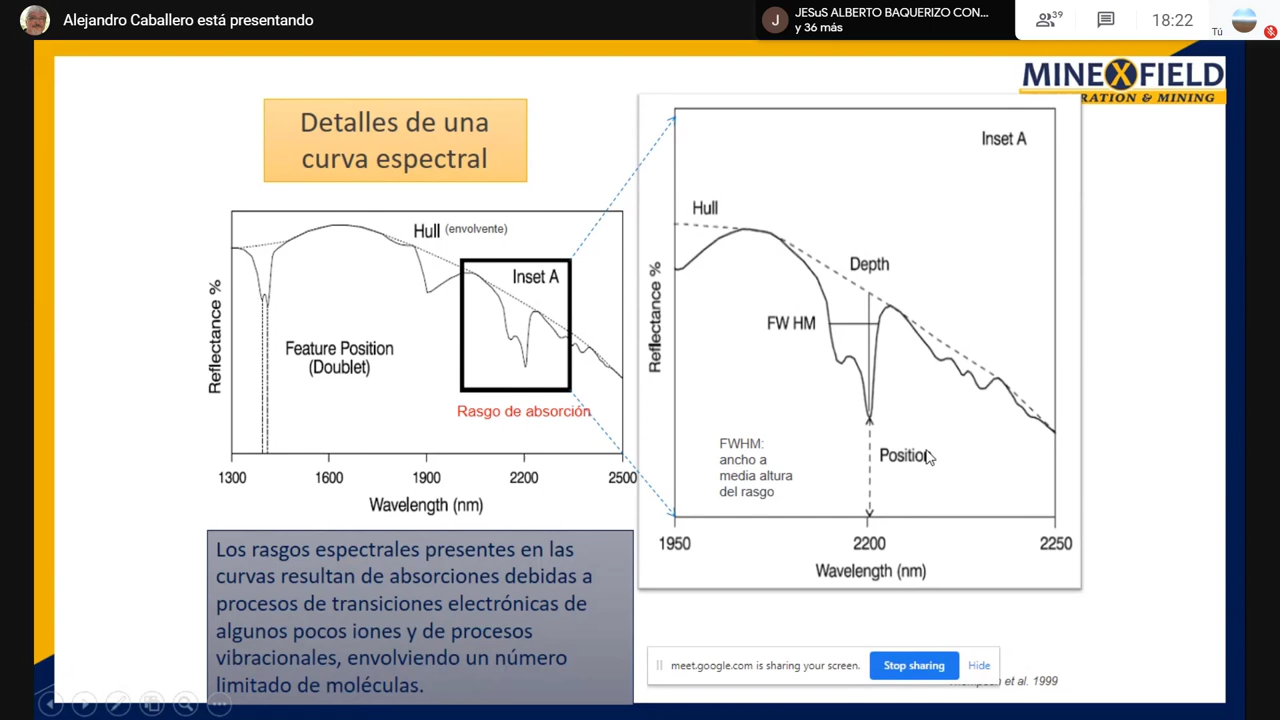 Alejandro Caballero está presentando
JESuS ALBERTO BAQUERIZO CON...
y 36 más
J
39
18:22
Tú
MINEXFIELD
RATION & MINING
Detalles de una
curva espectral
Hull (envolvente)
Inset A
Feature Position
(Doublet)
Reflectance %
Rasgo de absorción
1300 1600 1900 2200 2500
Wavelength (nm)
Inset A
Hull
Depth
FW HM
Reflectance %
FWHM:
ancho a
media altura
del rasgo
Position
1950 2200 2250
Wavelength (nm)
Los rasgos espectrales presentes en las
curvas resultan de absorciones debidas a
procesos de transiciones electrónicas de
algunos pocos iones y de procesos
vibracionales, envolviendo un número
limitado de moléculas.
meet.google.com is sharing your screen.
Stop sharing
Hide
Thompson et al. 1999